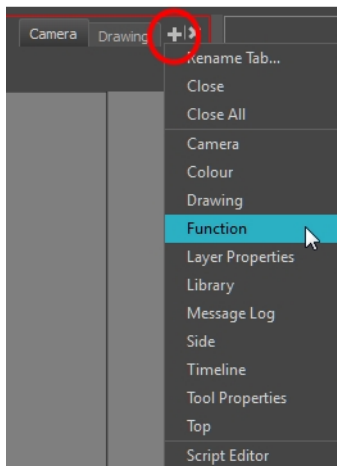 Camera Drawing
Rename Tab...
Close
Close All
Camera
Colour
Drawing
Function
Layer Properties
Library
Message Log
Side
Timeline
Tool Properties
Top
Script Editor